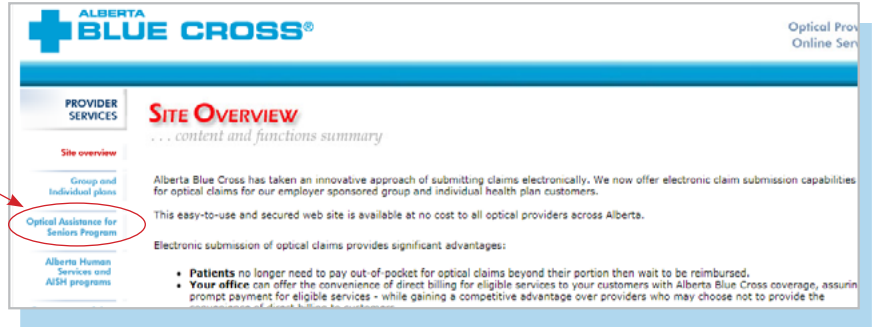 ALBERTA
BLUE CROSS®
Optical Prov
Online Serv
PROVIDER
SERVICES
Site overview
Group and
Individual plans
Optical Assistance for
Seniors Program
Alberta Human
Services and
AISH programs
SITE OVERVIEW
. . . content and functions summary
Alberta Blue Cross has taken an innovative approach of submitting claims electronically. We now offer electronic claim submission capabilities
for optical claims for our employer sponsored group and individual health plan customers.
This easy-to-use and secured web site is available at no cost to all optical providers across Alberta.
Electronic submission of optical claims provides significant advantages:
• Patients no longer need to pay out-of-pocket for optical claims beyond their portion then wait to be reimbursed.
• Your office can offer the convenience of direct billing for eligible services to your customers with Alberta Blue Cross coverage, assurin
prompt payment for eligible services - while gaining a competitive advantage over providers who may choose not to provide the